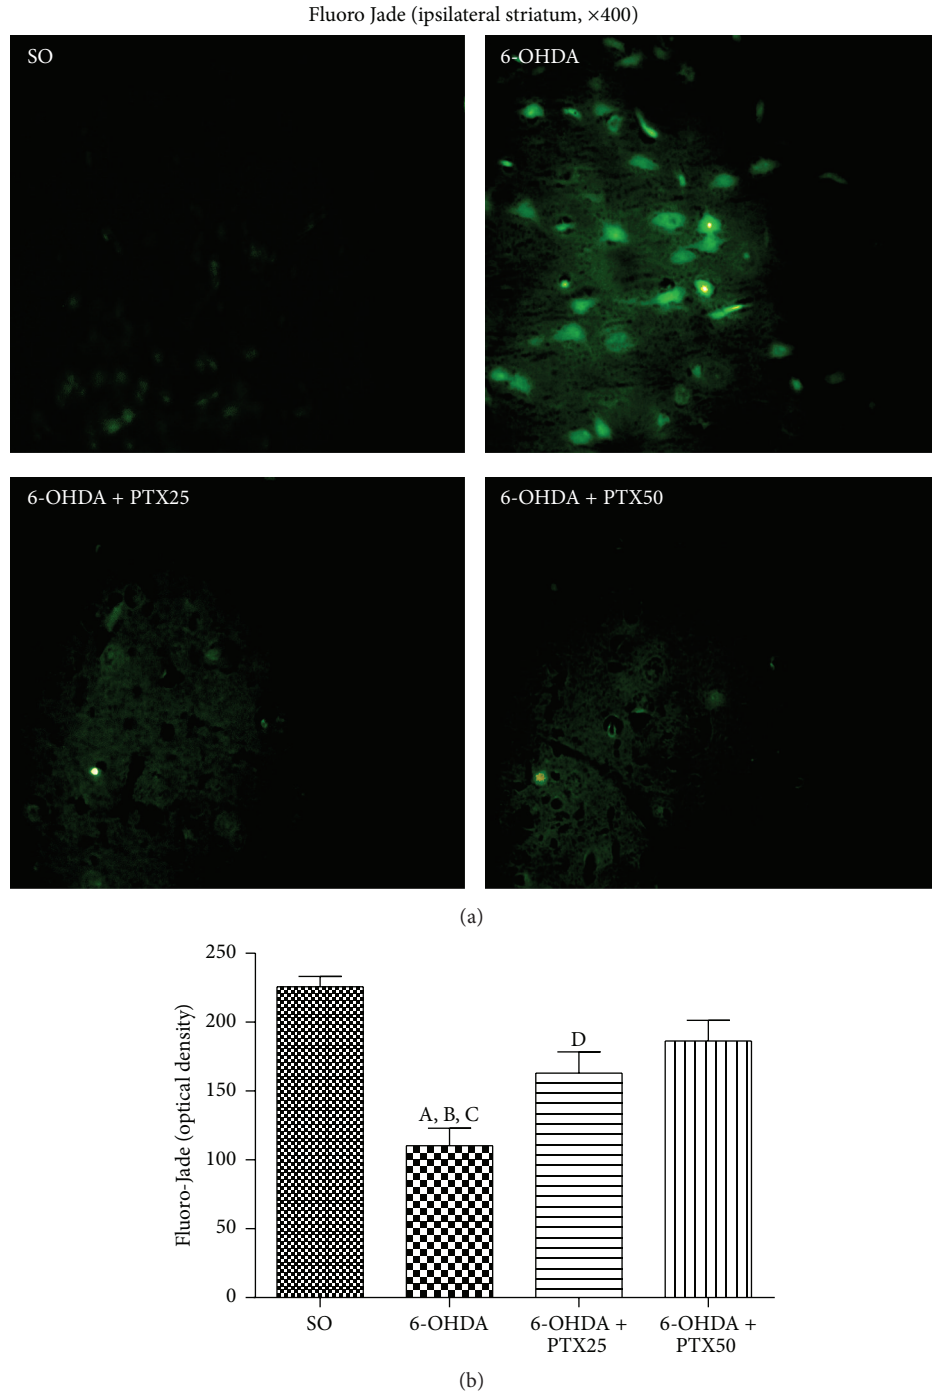 Fluoro Jade (ipsilateral striatum, ×400)
SO
6-OHDA
6-OHDA + PTX25
6-OHDA + PTX50
(a)
Fluoro-Jade (optical density)
250
200
150
100
50
0
A, B, C
D
SO
6-OHDA
6-OHDA +
PTX25
6-OHDA +
PTX50
(b)